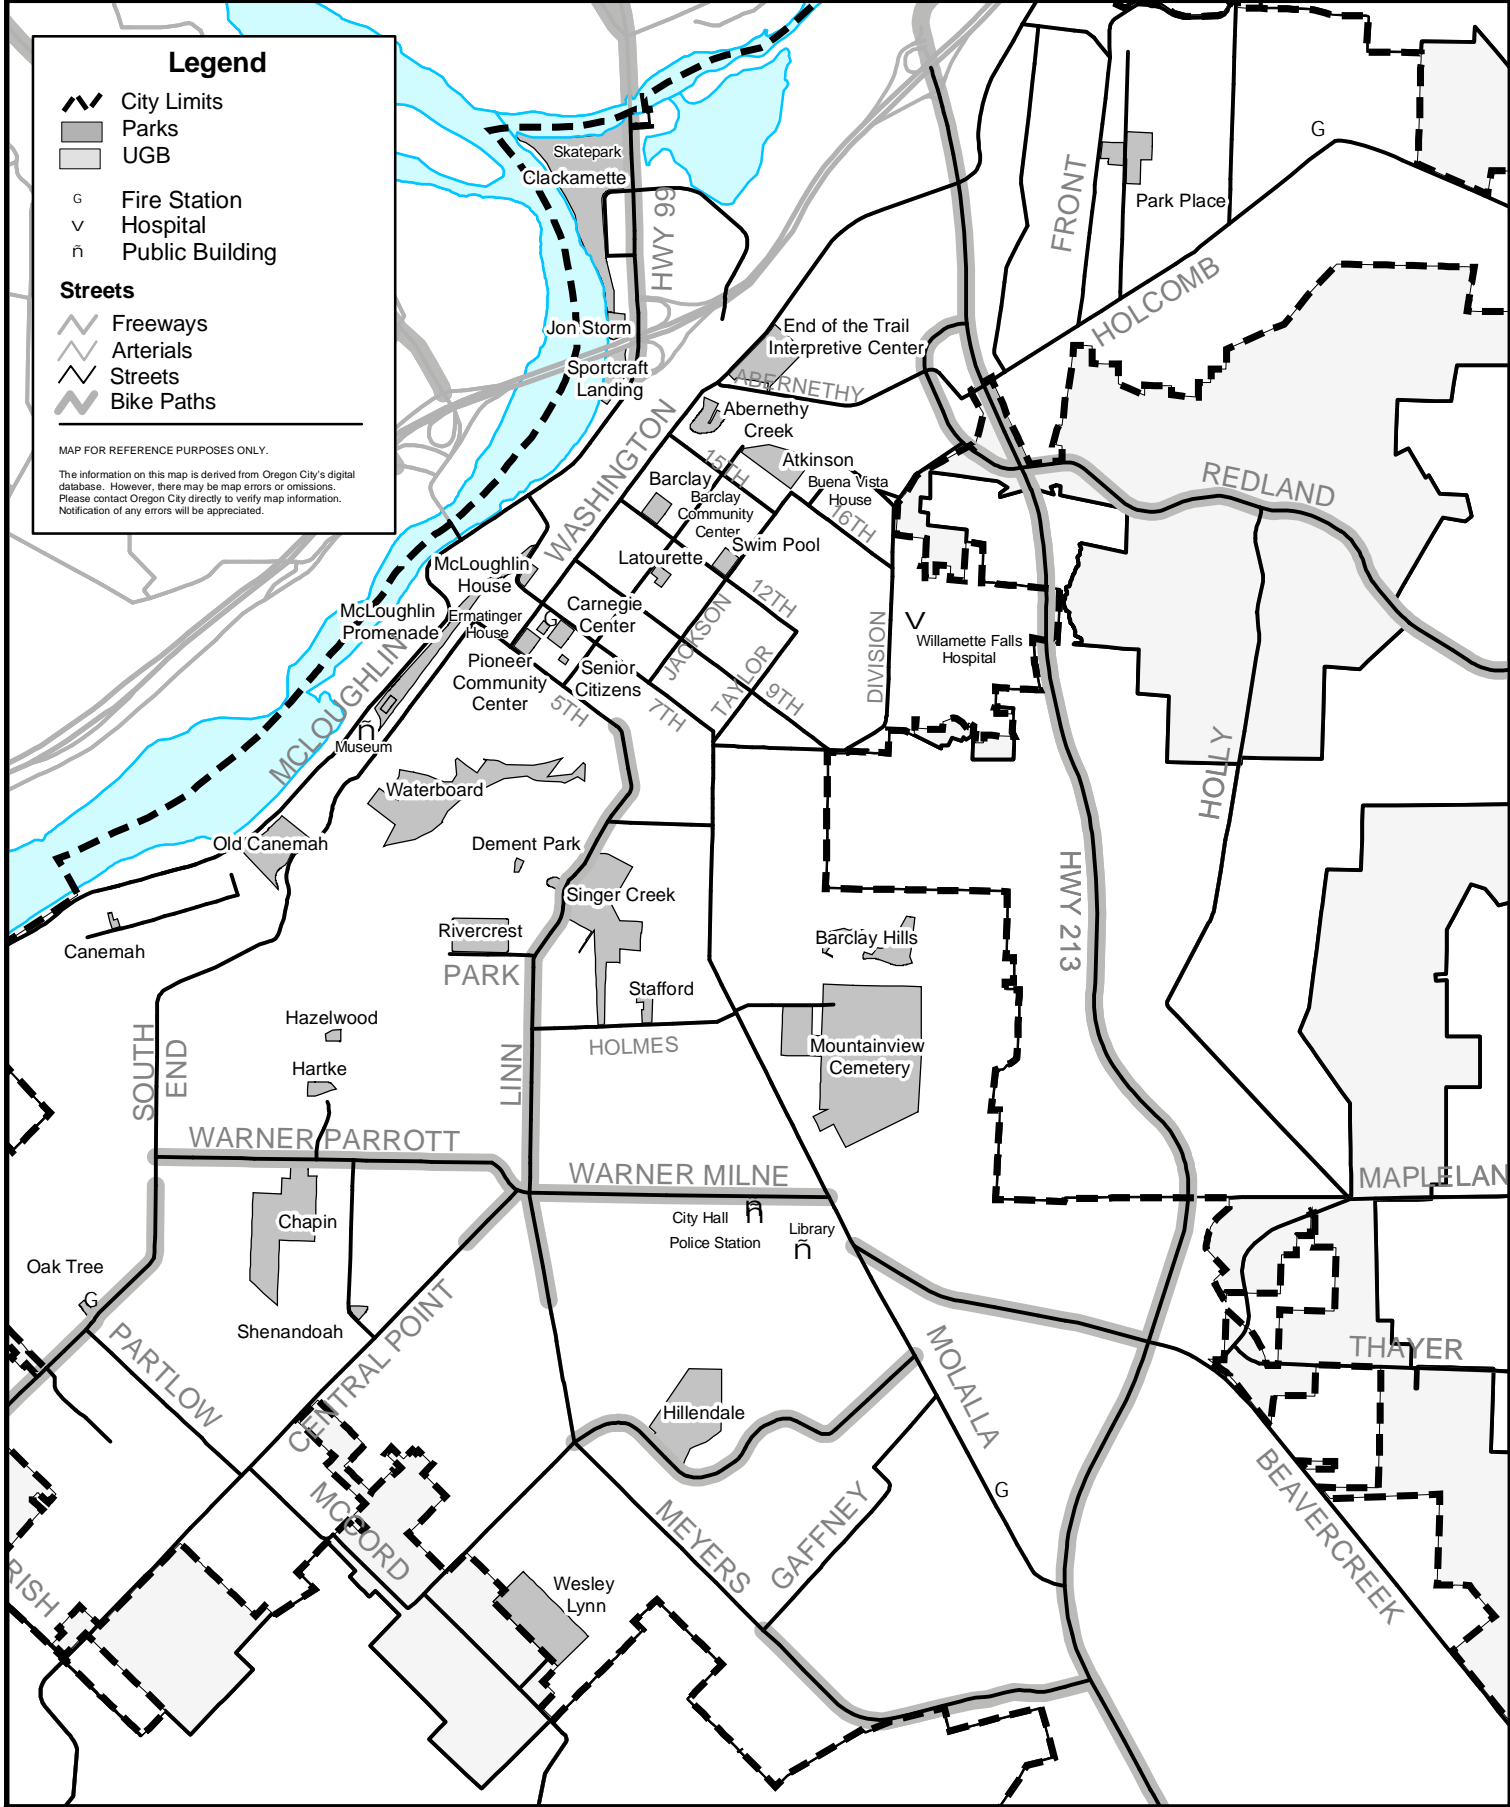 Legend
City Limits
Parks
UGB
G Fire Station
V Hospital
ñ Public Building
Streets
Freeways
Arterials
Streets
Bike Paths
MAP FOR REFERENCE PURPOSES ONLY.
The information on this map is derived from Oregon City's digital
database. However, there may be map errors or omissions.
Please contact Oregon City directly to verify map information.
Notification of any errors will be appreciated.
Skatepark
Clackamette
HWY 99
FRONT
G
Park Place
HOLCOMB
Jon Storm
Sportcraft
Landing
End of the Trail
Interpretive Center
ABERNETHY
Abernethy
Creek
WASHINGTON
15TH
Atkinson
Buena Vista
House
16TH
Barclay
Barclay
Community
Center
Swim Pool
Latourette
REDLAND
McLoughlin
House
McLoughlin
Promenade
Ermatinger
House
G
Carnegie
Center
12TH
JACKSON
DIVISION
V
Willamette Falls
Hospital
Pioneer
Community
Center
Senior
Citizens
5TH
7TH
TAYLOR
9TH
MCLOUGHLIN
ñ
Museum
HOLLY
Waterboard
Old Canemah
Dement Park
Singer Creek
HWY 213
Canemah
Rivercrest
PARK
Barclay Hills
Stafford
Hazelwood
HOLMES
Mountainview
Cemetery
SOUTH
END
Hartke
LINN
WARNER PARROTT
WARNER MILNE
MAPLELAN
City Hall
ñ
Police Station
Library
ñ
Chapin
Oak Tree
G
Shenandoah
PARTLOW
CENTRAL POINT
MOLALLA
THAYER
Hillendale
G
BEAVERCREEK
MCCORD
MEYERS
GAFFNEY
RISH
Wesley
Lynn